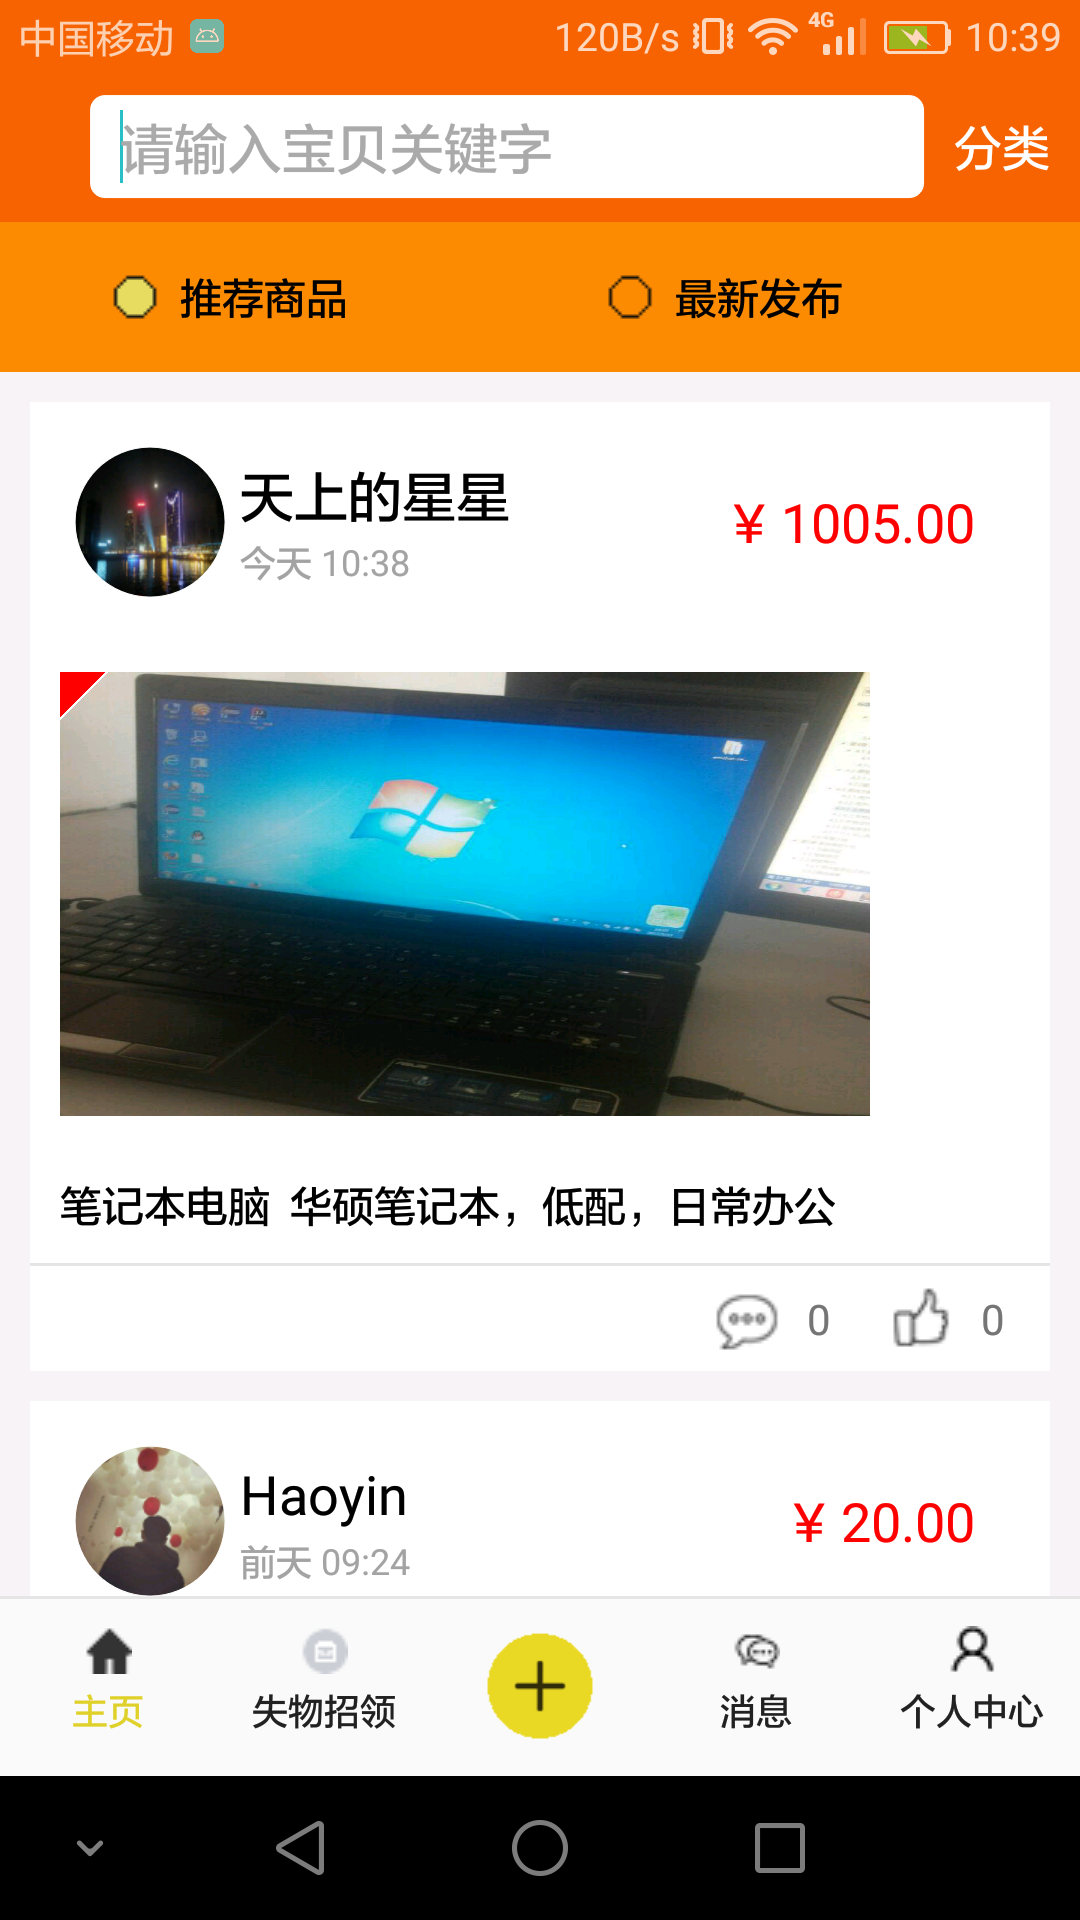 中国移动 120B/s 4G 10:39
请输入宝贝关键字 分类
推荐商品 最新发布
天上的星星
¥ 1005.00
今天 10:38
笔记本电脑 华硕笔记本，低配，日常办公
0 0
Haoyin
¥ 20.00
前天 09:24
主页 失物招领 消息 个人中心